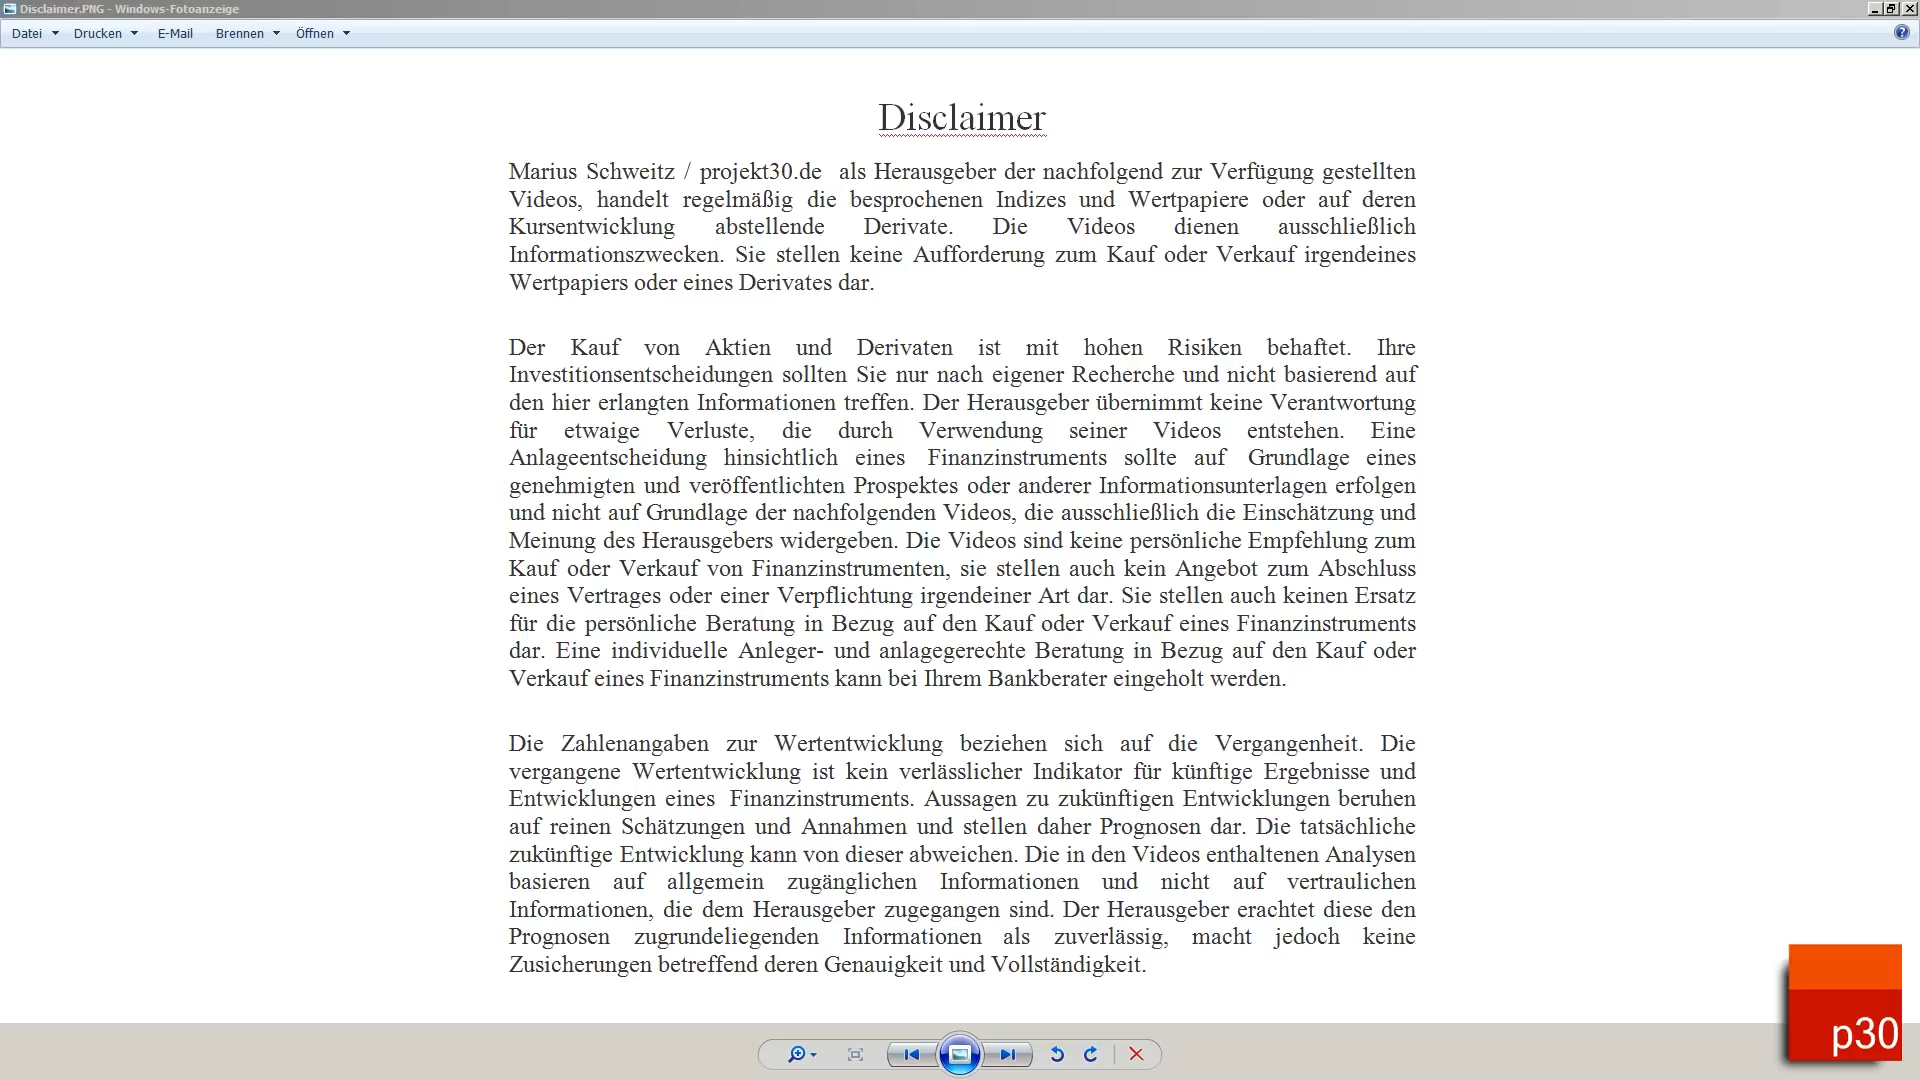 Disclaimer.PNG - Windows-Fotoanzeige
Datei Drucken E-Mail Brennen Öffnen
Disclaimer
Marius Schweitz / projekt30.de als Herausgeber der nachfolgend zur Verfügung gestellten
Videos, handelt regelmäßig die besprochenen Indizes und Wertpapiere oder auf deren
Kursentwicklung abstellende Derivate. Die Videos dienen ausschließlich
Informationszwecken. Sie stellen keine Aufforderung zum Kauf oder Verkauf irgendeines
Wertpapiers oder eines Derivates dar.
Der Kauf von Aktien und Derivaten ist mit hohen Risiken behaftet. Ihre
Investitionsentscheidungen sollten Sie nur nach eigener Recherche und nicht basierend auf
den hier erlangten Informationen treffen. Der Herausgeber übernimmt keine Verantwortung
für etwaige Verluste, die durch Verwendung seiner Videos entstehen. Eine
Anlageentscheidung hinsichtlich eines Finanzinstruments sollte auf Grundlage eines
genehmigten und veröffentlichten Prospektes oder anderer Informationsunterlagen erfolgen
und nicht auf Grundlage der nachfolgenden Videos, die ausschließlich die Einschätzung und
Meinung des Herausgebers widergeben. Die Videos sind keine persönliche Empfehlung zum
Kauf oder Verkauf von Finanzinstrumenten, sie stellen auch kein Angebot zum Abschluss
eines Vertrages oder einer Verpflichtung irgendeiner Art dar. Sie stellen auch keinen Ersatz
für die persönliche Beratung in Bezug auf den Kauf oder Verkauf eines Finanzinstruments
dar. Eine individuelle Anleger- und anlagegerechte Beratung in Bezug auf den Kauf oder
Verkauf eines Finanzinstruments kann bei Ihrem Bankberater eingeholt werden.
Die Zahlenangaben zur Wertentwicklung beziehen sich auf die Vergangenheit. Die
vergangene Wertentwicklung ist kein verlässlicher Indikator für künftige Ergebnisse und
Entwicklungen eines Finanzinstruments. Aussagen zu zukünftigen Entwicklungen beruhen
auf reinen Schätzungen und Annahmen und stellen daher Prognosen dar. Die tatsächliche
zukünftige Entwicklung kann von dieser abweichen. Die in den Videos enthaltenen Analysen
basieren auf allgemein zugänglichen Informationen und nicht auf vertraulichen
Informationen, die dem Herausgeber zugegangen sind. Der Herausgeber erachtet diese den
Prognosen zugrundeliegenden Informationen als zuverlässig, macht jedoch keine
Zusicherungen betreffend deren Genauigkeit und Vollständigkeit.
p30